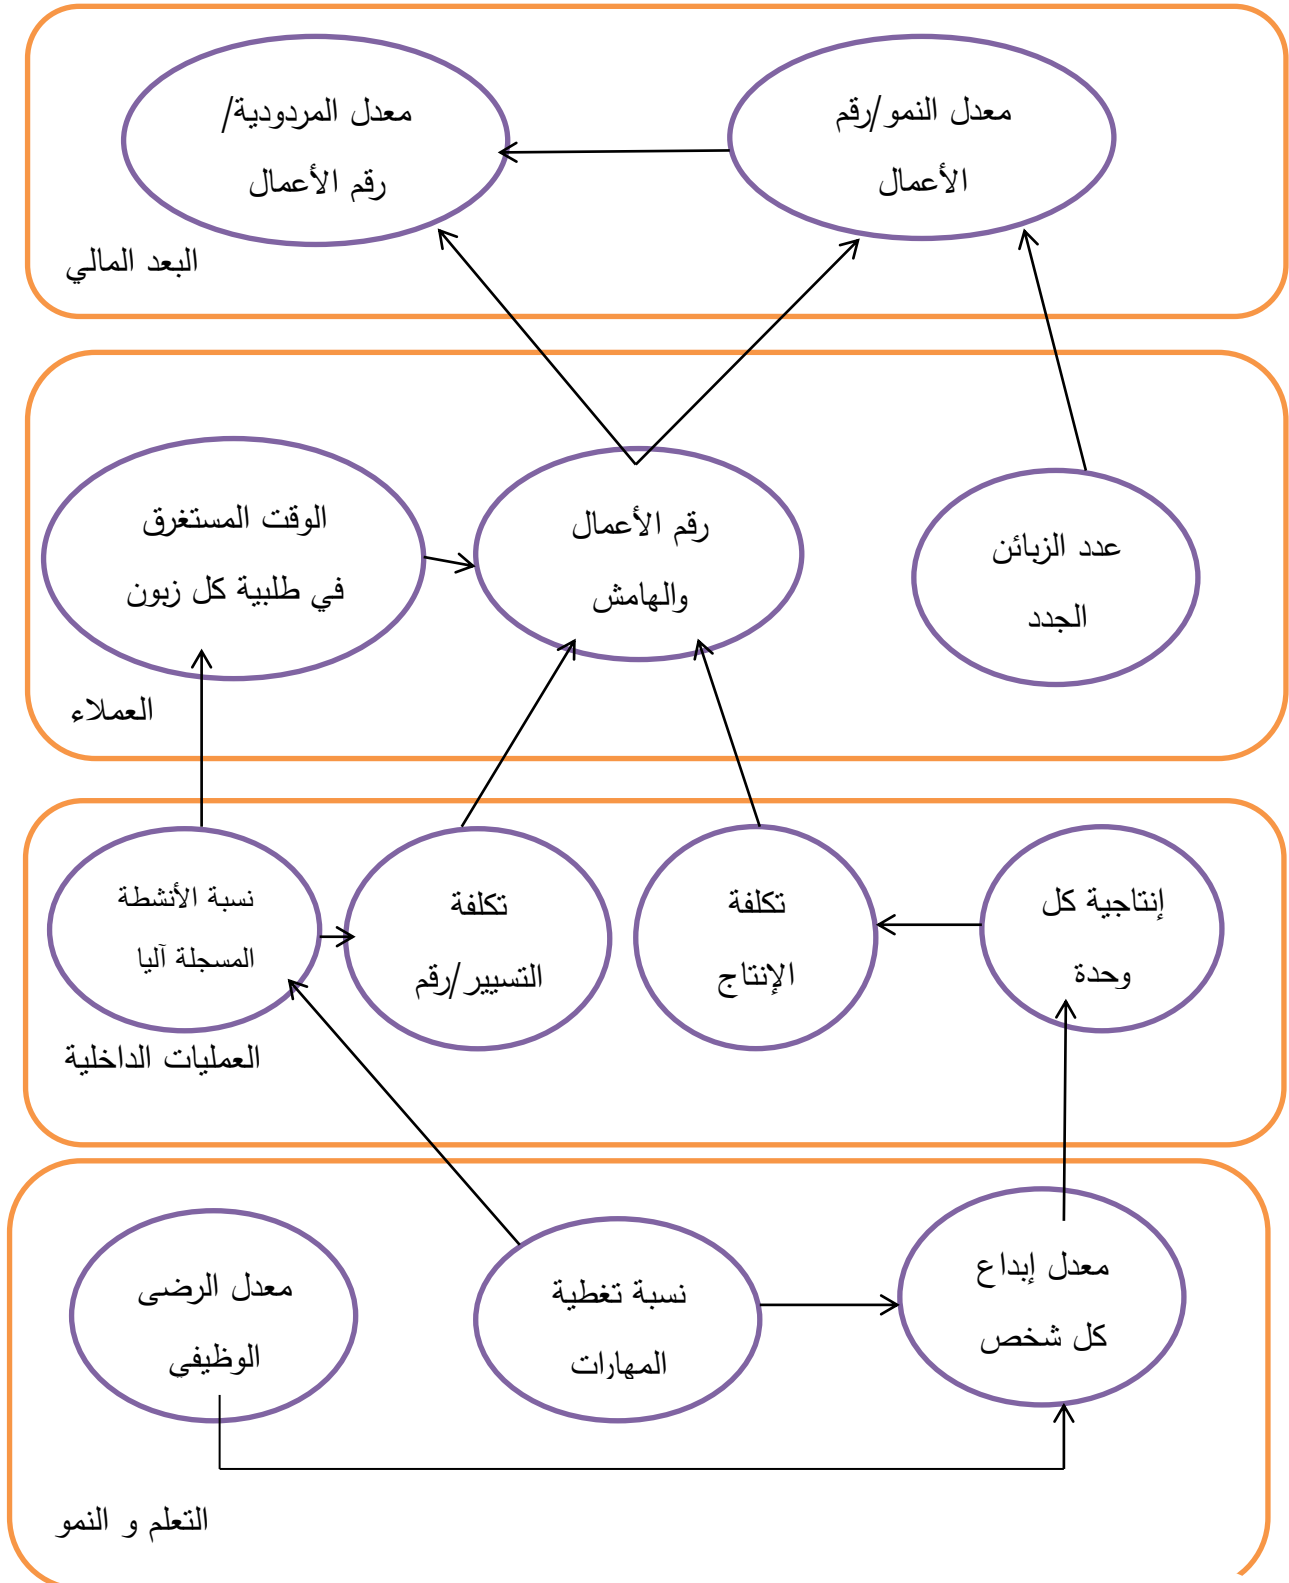 معدل النمو/رقم
الأعمال
معدل المردودية/
رقم الأعمال
البعد المالي
عدد الزبائن
الجدد
رقم الأعمال
والهامش
الوقت المستغرق
في طلبية كل زبون
العملاء
إنتاجية كل
وحدة
تكلفة
الإنتاج
تكلفة
التسيير/رقم
نسبة الأنشطة
المسجلة آليا
العمليات الداخلية
معدل إبداع
كل شخص
نسبة تغطية
المهارات
معدل الرضى
الوظيفي
التعلم و النمو